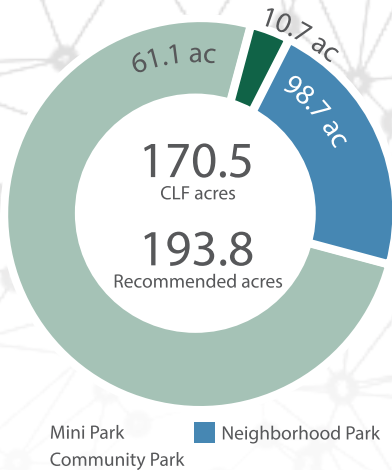 61.1 ac
10.7 ac
98.7 ac
170.5
CLF acres
193.8
Recommended acres
Mini Park
Neighborhood Park
Community Park